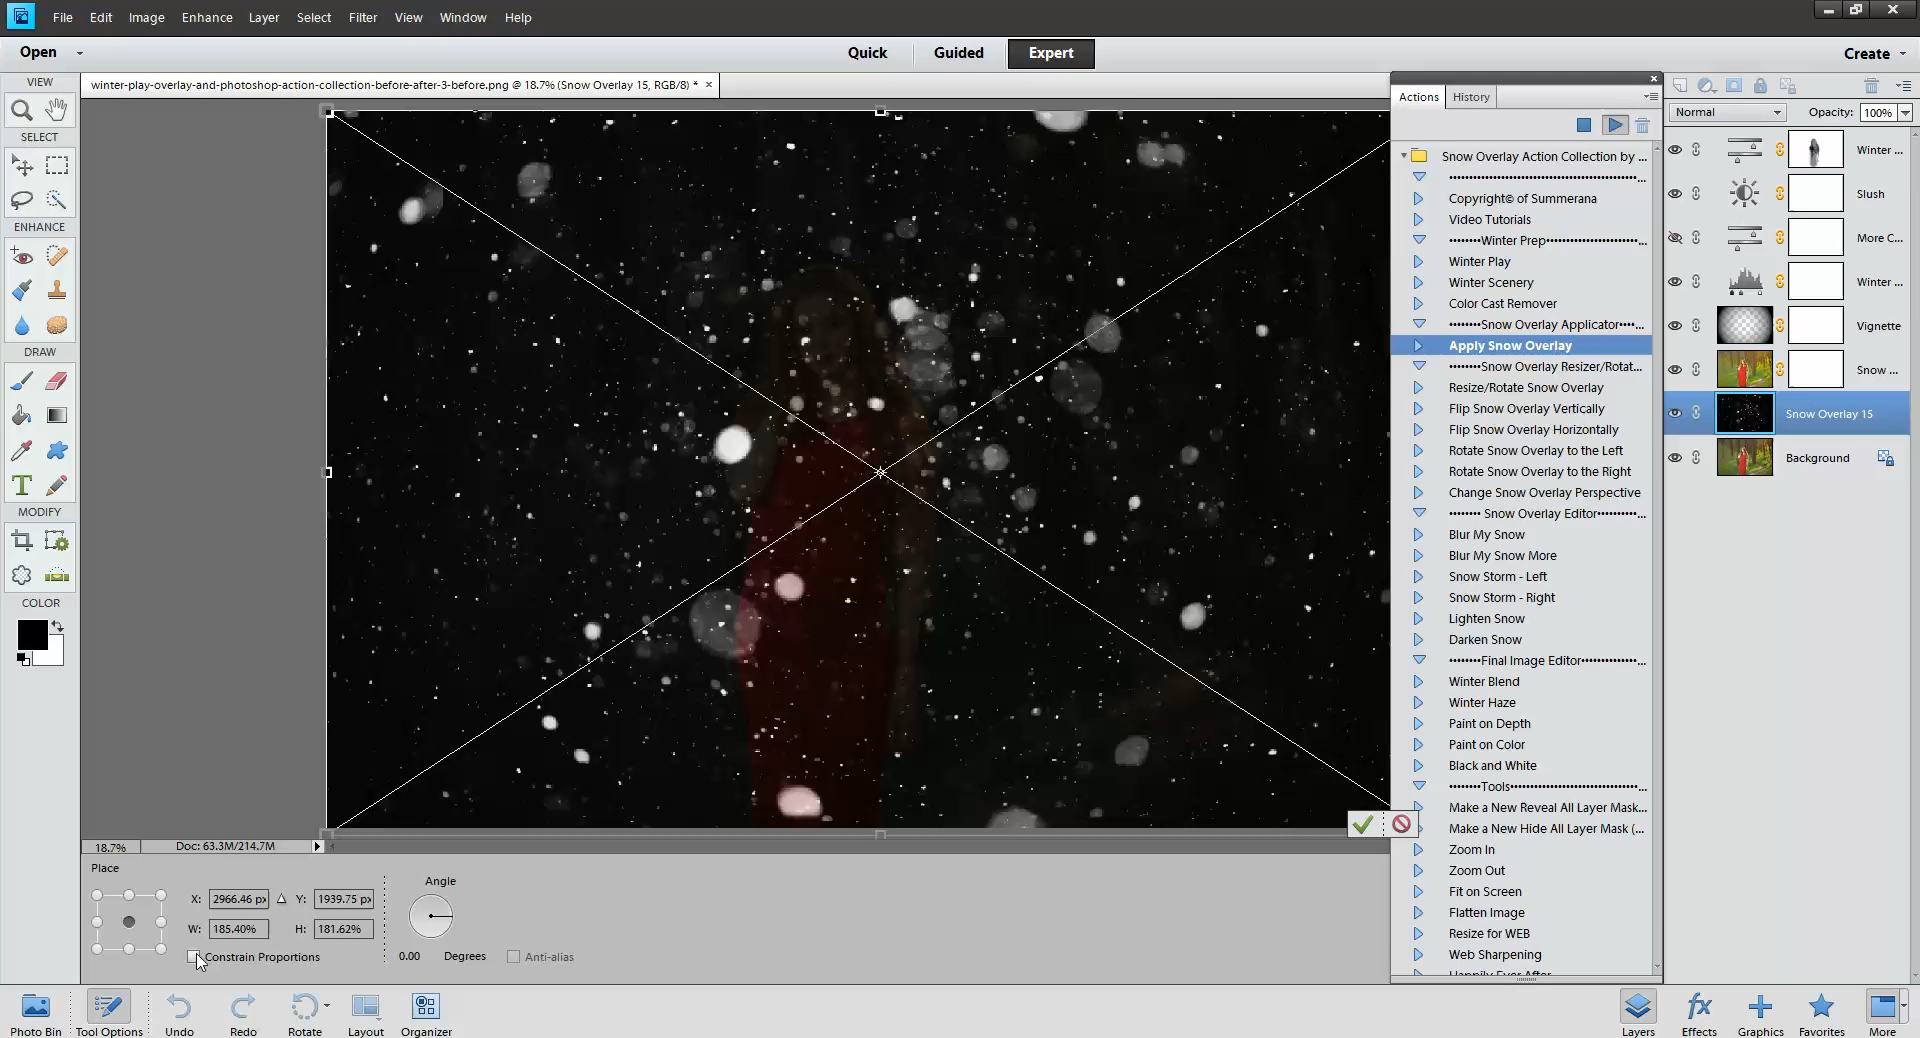 File Edit Image Enhance Layer Select Filter View Window Help
Open Quick Guided Expert Create
VIEW
winter-play-overlay-and-photoshop-action-collection-before-after-3-before.png @ 18.7% (Snow Overlay 15, RGB/8) *
SELECT
ENHANCE
DRAW
MODIFY
COLOR
Actions History
Snow Overlay Action Collection by ...
Copyright© of Summerana
Video Tutorials
········Winter Prep······················...
Winter Play
Winter Scenery
Color Cast Remover
········Snow Overlay Applicator····...
Apply Snow Overlay
········Snow Overlay Resizer/Rotat...
Resize/Rotate Snow Overlay
Flip Snow Overlay Vertically
Flip Snow Overlay Horizontally
Rotate Snow Overlay to the Left
Rotate Snow Overlay to the Right
Change Snow Overlay Perspective
········ Snow Overlay Editor··········...
Blur My Snow
Blur My Snow More
Snow Storm - Left
Snow Storm - Right
Lighten Snow
Darken Snow
········Final Image Editor··············...
Winter Blend
Winter Haze
Paint on Depth
Paint on Color
Black and White
········Tools······························...
Make a New Reveal All Layer Mask...
Make a New Hide All Layer Mask (...
Zoom In
Zoom Out
Fit on Screen
Flatten Image
Resize for WEB
Web Sharpening
Happily Ever After
Normal Opacity: 100%
Winter ...
Slush
More C...
Winter ...
Vignette
Snow ...
Snow Overlay 15
Background
18.7% Doc: 63.3M/214.7M
Place
X: 2966.46 px Y: 1939.75 px
W: 185.40% H: 181.62%
Constrain Proportions
Angle
0.00 Degrees Anti-alias
Photo Bin Tool Options Undo Redo Rotate Layout Organizer
Layers Effects Graphics Favorites More